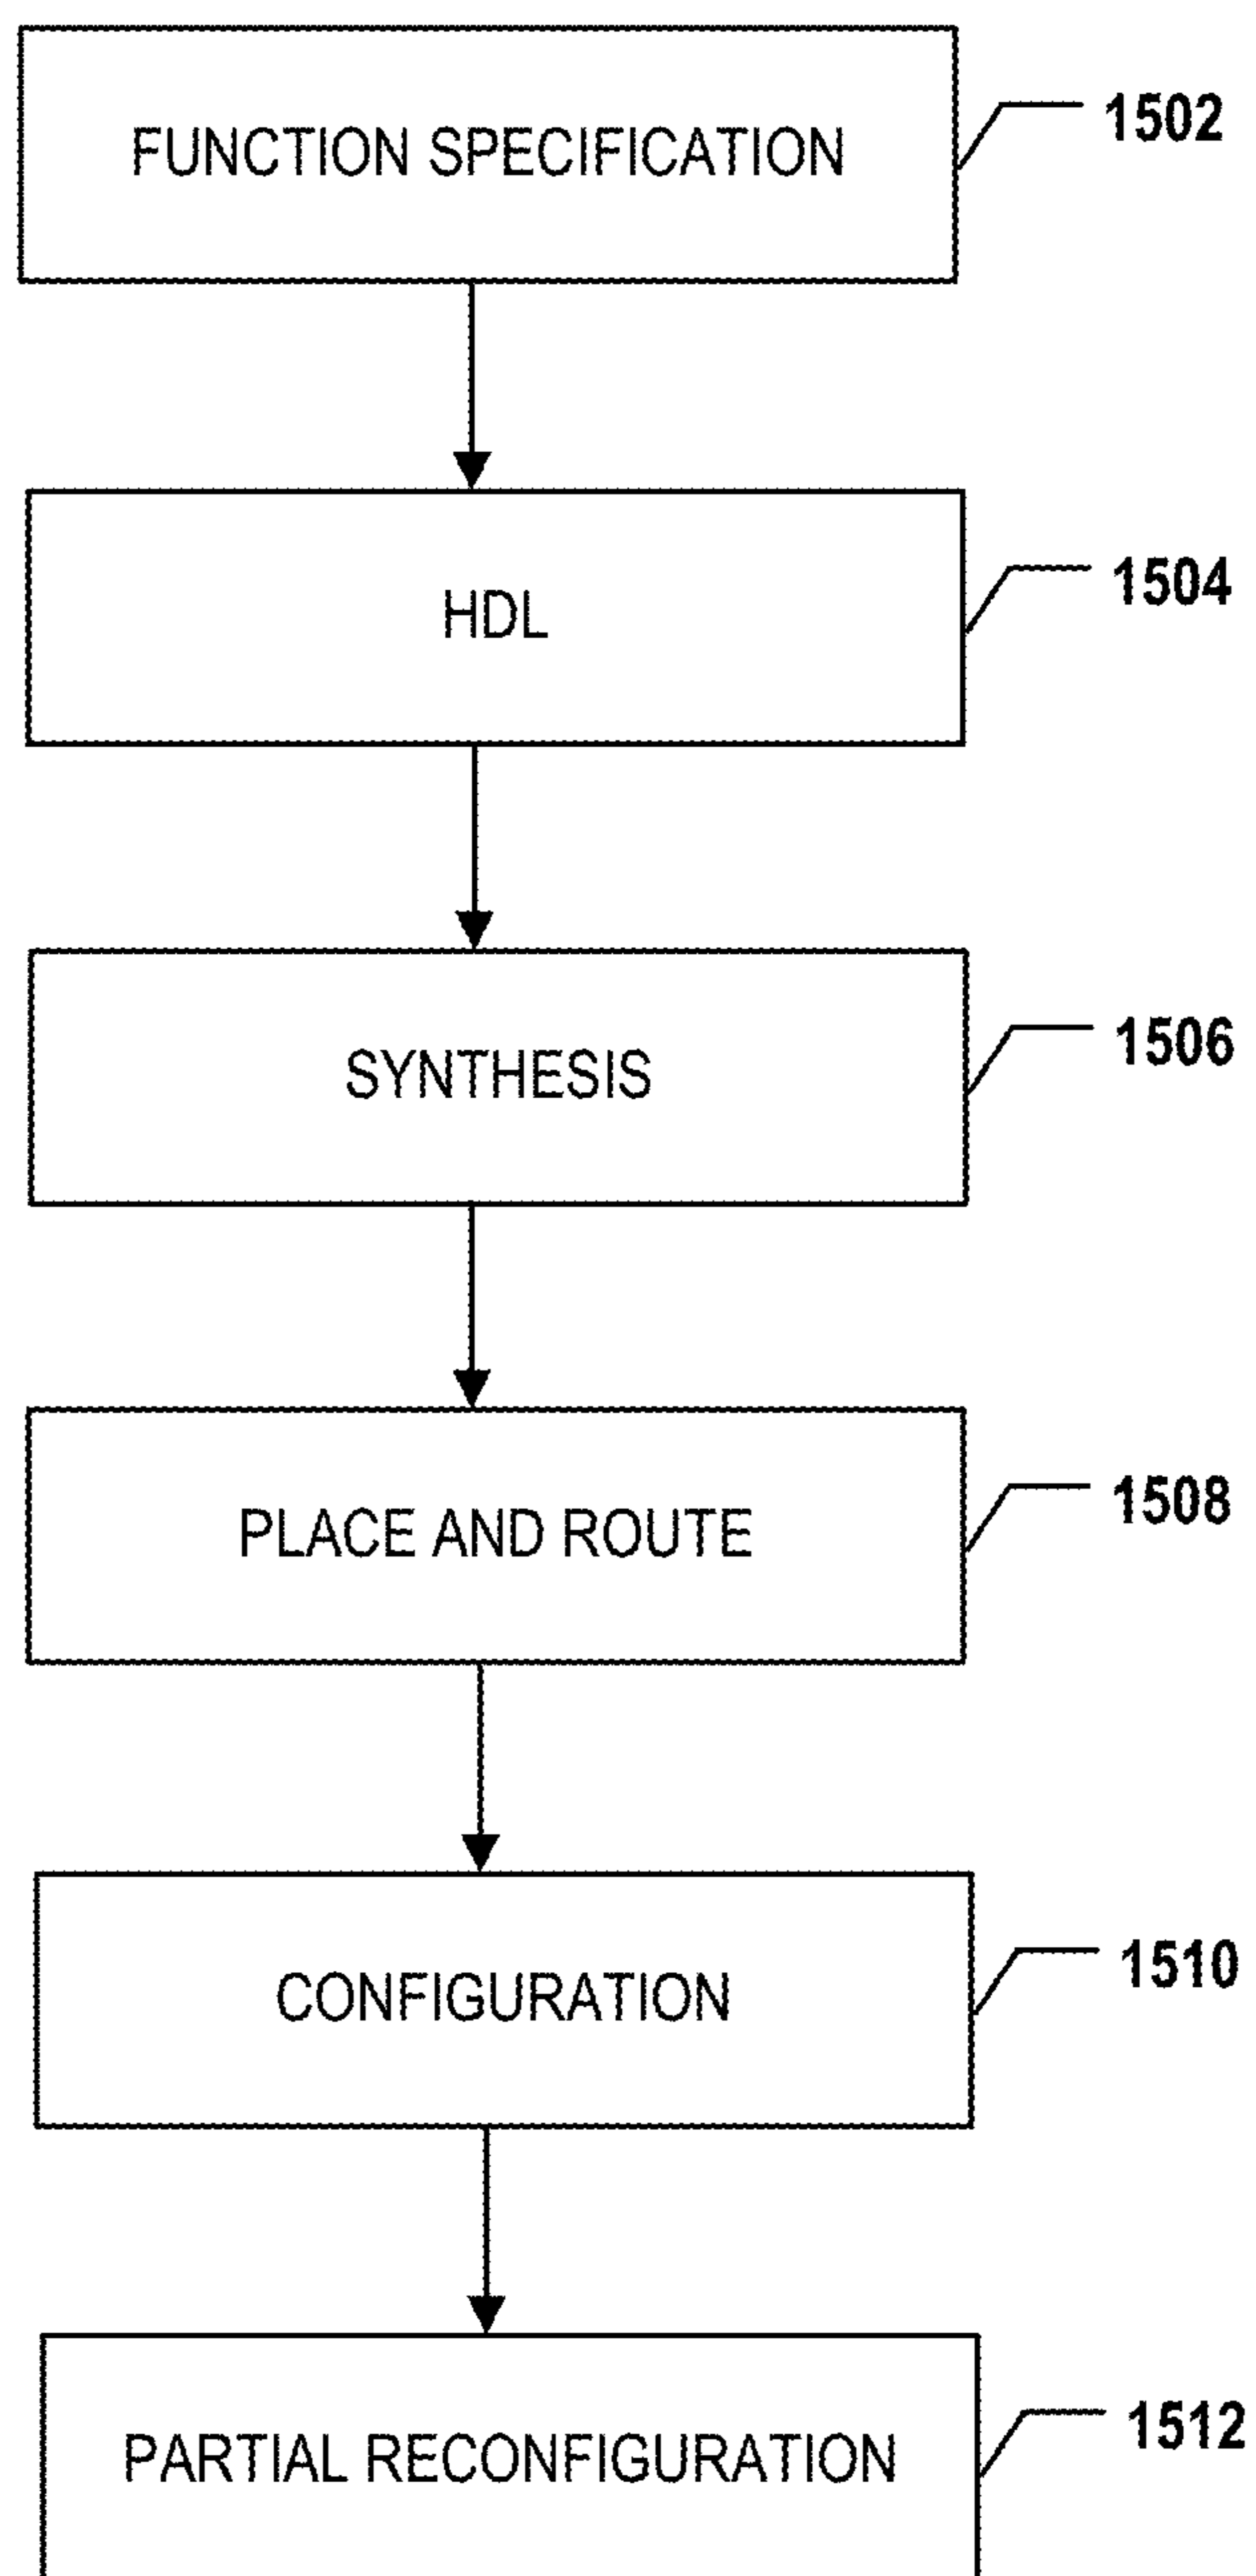 FUNCTION SPECIFICATION
1502
HDL
1504
SYNTHESIS
1506
PLACE AND ROUTE
1508
CONFIGURATION
1510
PARTIAL RECONFIGURATION
1512